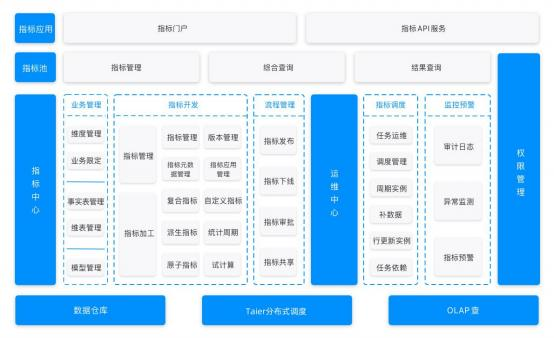 指标应用
指标门户
指标API服务
指标池
指标管理
综合查询
结果查询
指标中心
业务管理
维度管理
业务限定
事实表管理
维表管理
模型管理
指标开发
指标管理
指标管理
版本管理
指标元数
据管理
指标应用
管理
指标加工
复合指标
自定义指标
派生指标
统计周期
原子指标
试计算
流程管理
指标发布
指标下线
指标审批
指标共享
运维中心
指标调度
任务运维
调度管理
周期实例
补数据
行更新实例
任务依赖
监控预警
审计日志
异常监测
指标预警
权限管理
数据仓库
Taier分布式调度
OLAP查